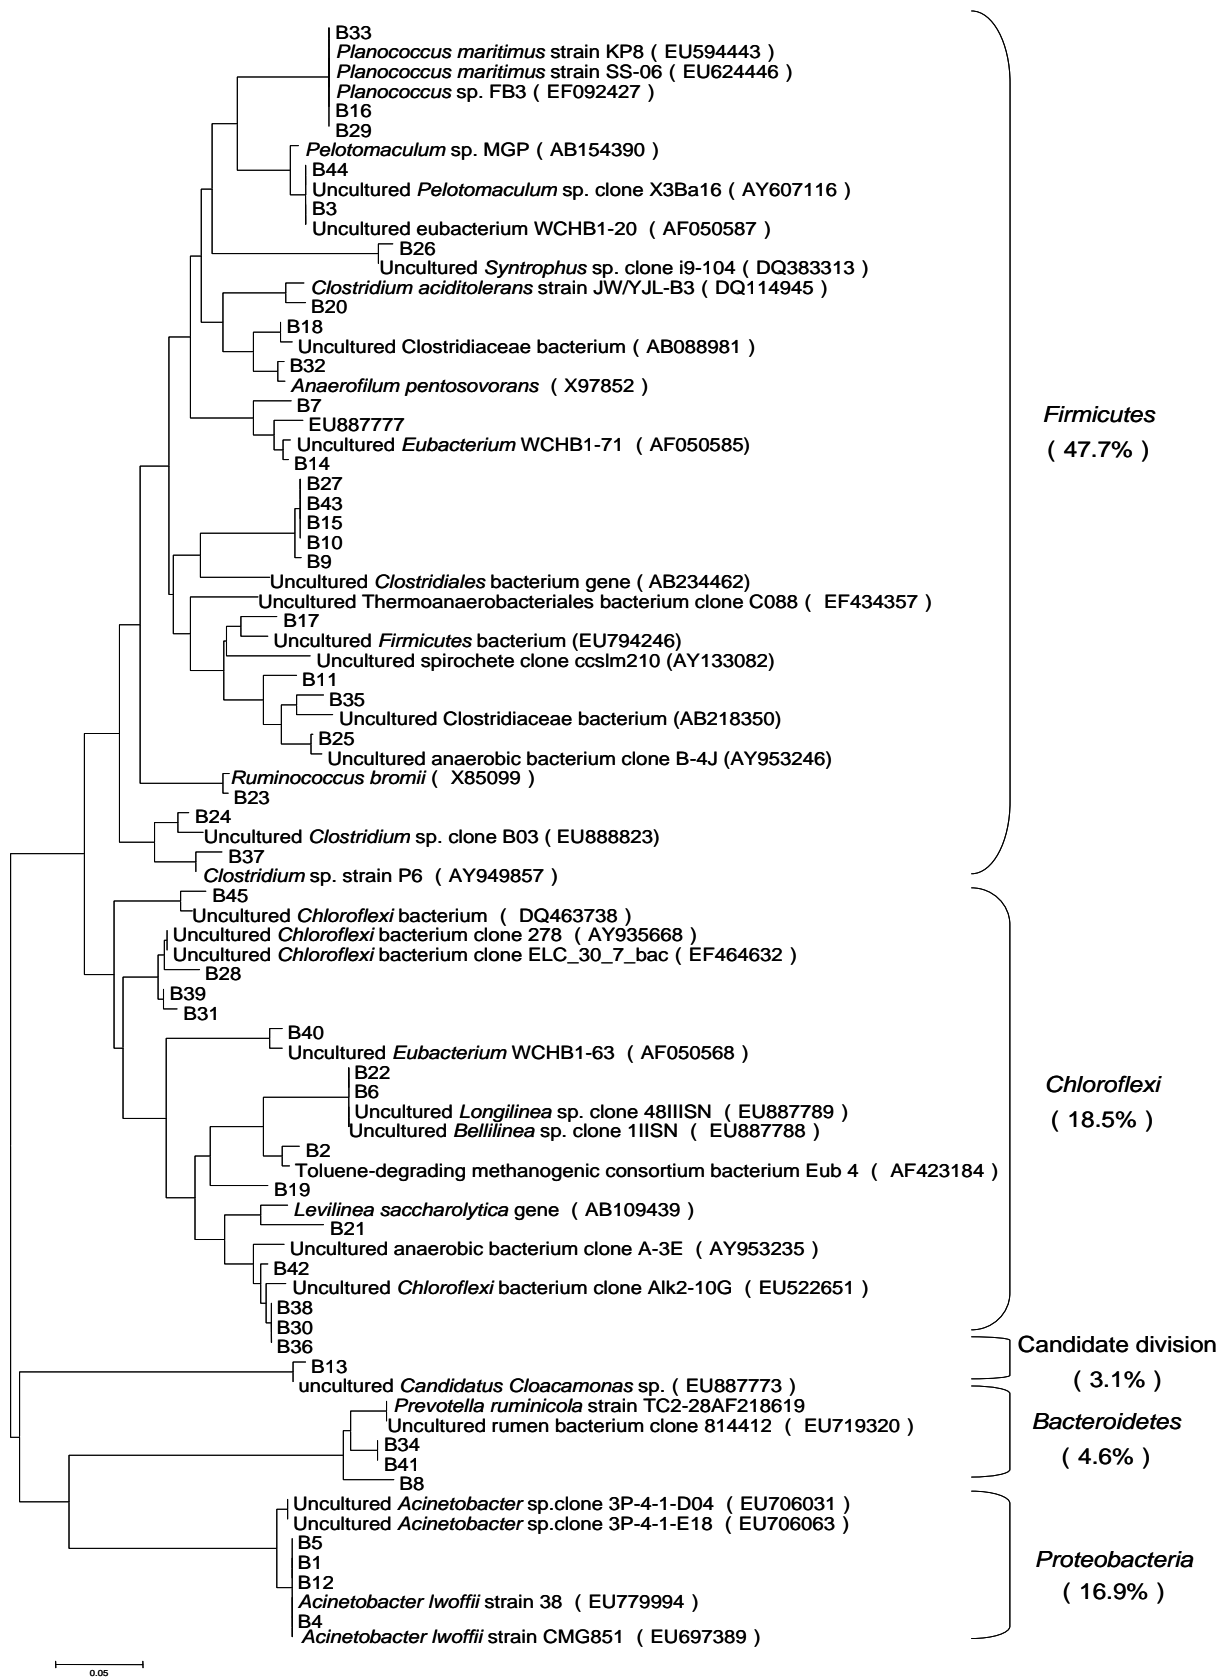 B33
Planococcus maritimus strain KP8 ( EU594443 )
Planococcus maritimus strain SS-06 ( EU624446 )
Planococcus sp. FB3 ( EF092427 )
B16
B29
Pelotomaculum sp. MGP ( AB154390 )
B44
Uncultured Pelotomaculum sp. clone X3Ba16 ( AY607116 )
B3
Uncultured eubacterium WCHB1-20 ( AF050587 )
B26
Uncultured Syntrophus sp. clone i9-104 ( DQ383313 )
Clostridium aciditolerans strain JW/YJL-B3 ( DQ114945 )
B20
B18
Uncultured Clostridiaceae bacterium ( AB088981 )
B32
Anaerofilum pentosovorans ( X97852 )
B7
EU887777
Uncultured Eubacterium WCHB1-71 ( AF050585)
B14
B27
B43
B15
B10
B9
Uncultured Clostridiales bacterium gene ( AB234462)
Uncultured Thermoanaerobacteriales bacterium clone C088 ( EF434357 )
B17
Uncultured Firmicutes bacterium (EU794246)
Uncultured spirochete clone ccslm210 (AY133082)
B11
B35
Uncultured Clostridiaceae bacterium (AB218350)
B25
Uncultured anaerobic bacterium clone B-4J (AY953246)
Ruminococcus bromii ( X85099 )
B23
B24
Uncultured Clostridium sp. clone B03 ( EU888823)
B37
Clostridium sp. strain P6 ( AY949857 )
Firmicutes
( 47.7% )
B45
Uncultured Chloroflexi bacterium ( DQ463738 )
Uncultured Chloroflexi bacterium clone 278 ( AY935668 )
Uncultured Chloroflexi bacterium clone ELC_30_7_bac ( EF464632 )
B28
B39
B31
B40
Uncultured Eubacterium WCHB1-63 ( AF050568 )
B22
B6
Uncultured Longilinea sp. clone 48IIISN ( EU887789 )
Uncultured Bellilinea sp. clone 1IISN ( EU887788 )
B2
Toluene-degrading methanogenic consortium bacterium Eub 4 ( AF423184 )
B19
Levilinea saccharolytica gene ( AB109439 )
B21
Uncultured anaerobic bacterium clone A-3E ( AY953235 )
B42
Uncultured Chloroflexi bacterium clone Alk2-10G ( EU522651 )
B38
B30
B36
Chloroflexi
( 18.5% )
B13
uncultured Candidatus Cloacamonas sp. ( EU887773 )
Candidate division
( 3.1% )
Prevotella ruminicola strain TC2-28AF218619
Uncultured rumen bacterium clone 814412 ( EU719320 )
B34
B41
B8
Bacteroidetes
( 4.6% )
Uncultured Acinetobacter sp.clone 3P-4-1-D04 ( EU706031 )
Uncultured Acinetobacter sp.clone 3P-4-1-E18 ( EU706063 )
B5
B1
B12
Acinetobacter lwoffii strain 38 ( EU779994 )
B4
Acinetobacter lwoffii strain CMG851 ( EU697389 )
Proteobacteria
( 16.9% )
0.05